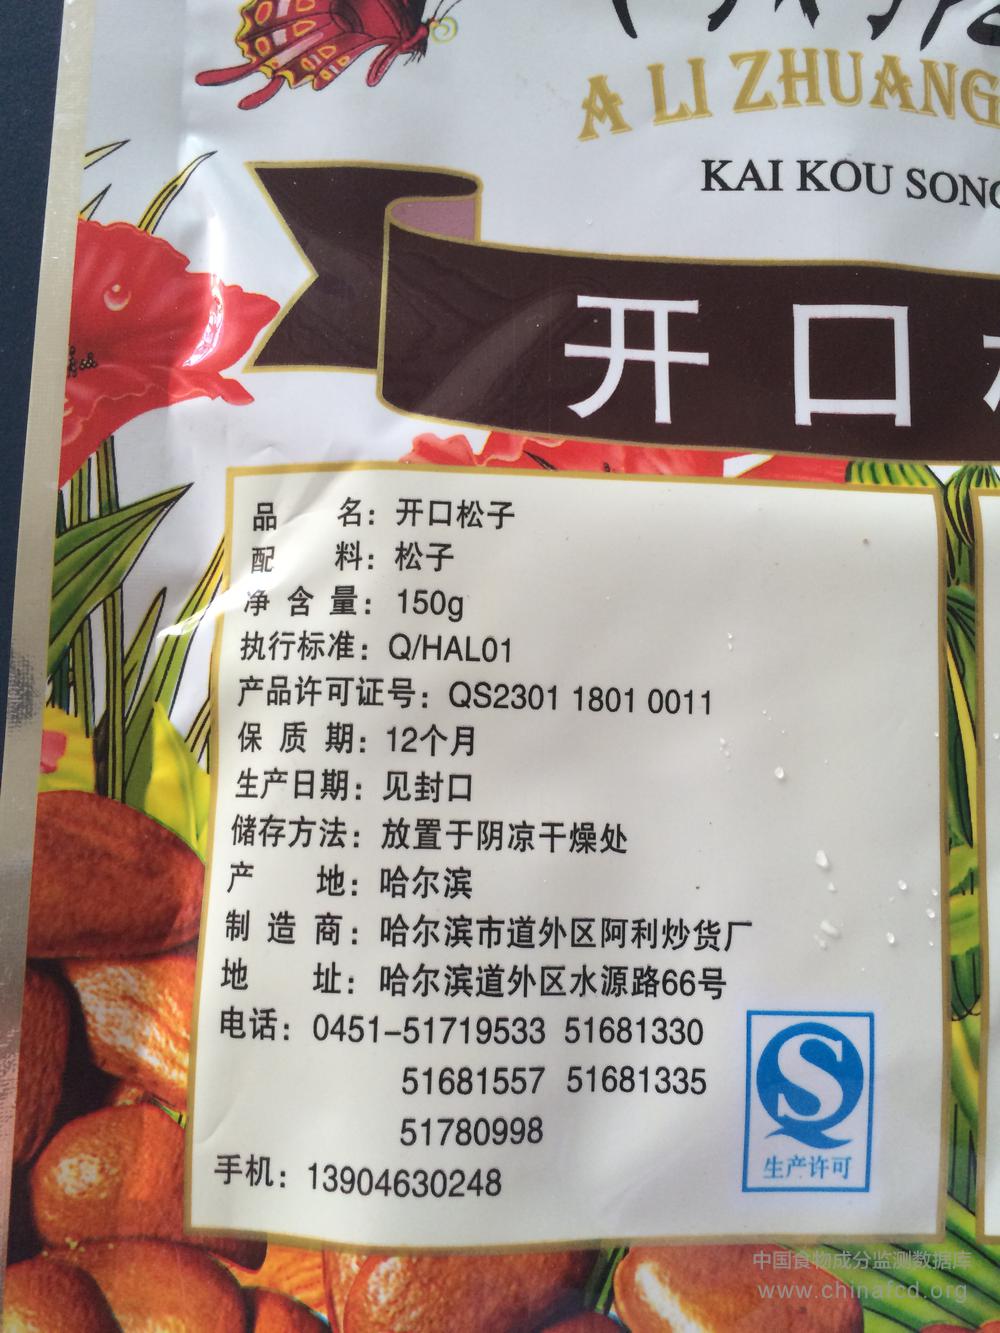 A LI ZHUANG
KAI KOU SONG
开口
品 名：开口松子
配 料：松子
净 含 量：150g
执行标准：Q/HAL01
产品许可证号：QS2301 1801 0011
保 质 期：12个月
生产日期：见封口
储存方法：放置于阴凉干燥处
产 地：哈尔滨
制 造 商：哈尔滨市道外区阿利炒货厂
地 址：哈尔滨道外区水源路66号
电话：0451-51719533 51681330
51681557 51681335
51780998
手机：13904630248
生产许可
中国食物成分监测数据库
www.chinafcd.org